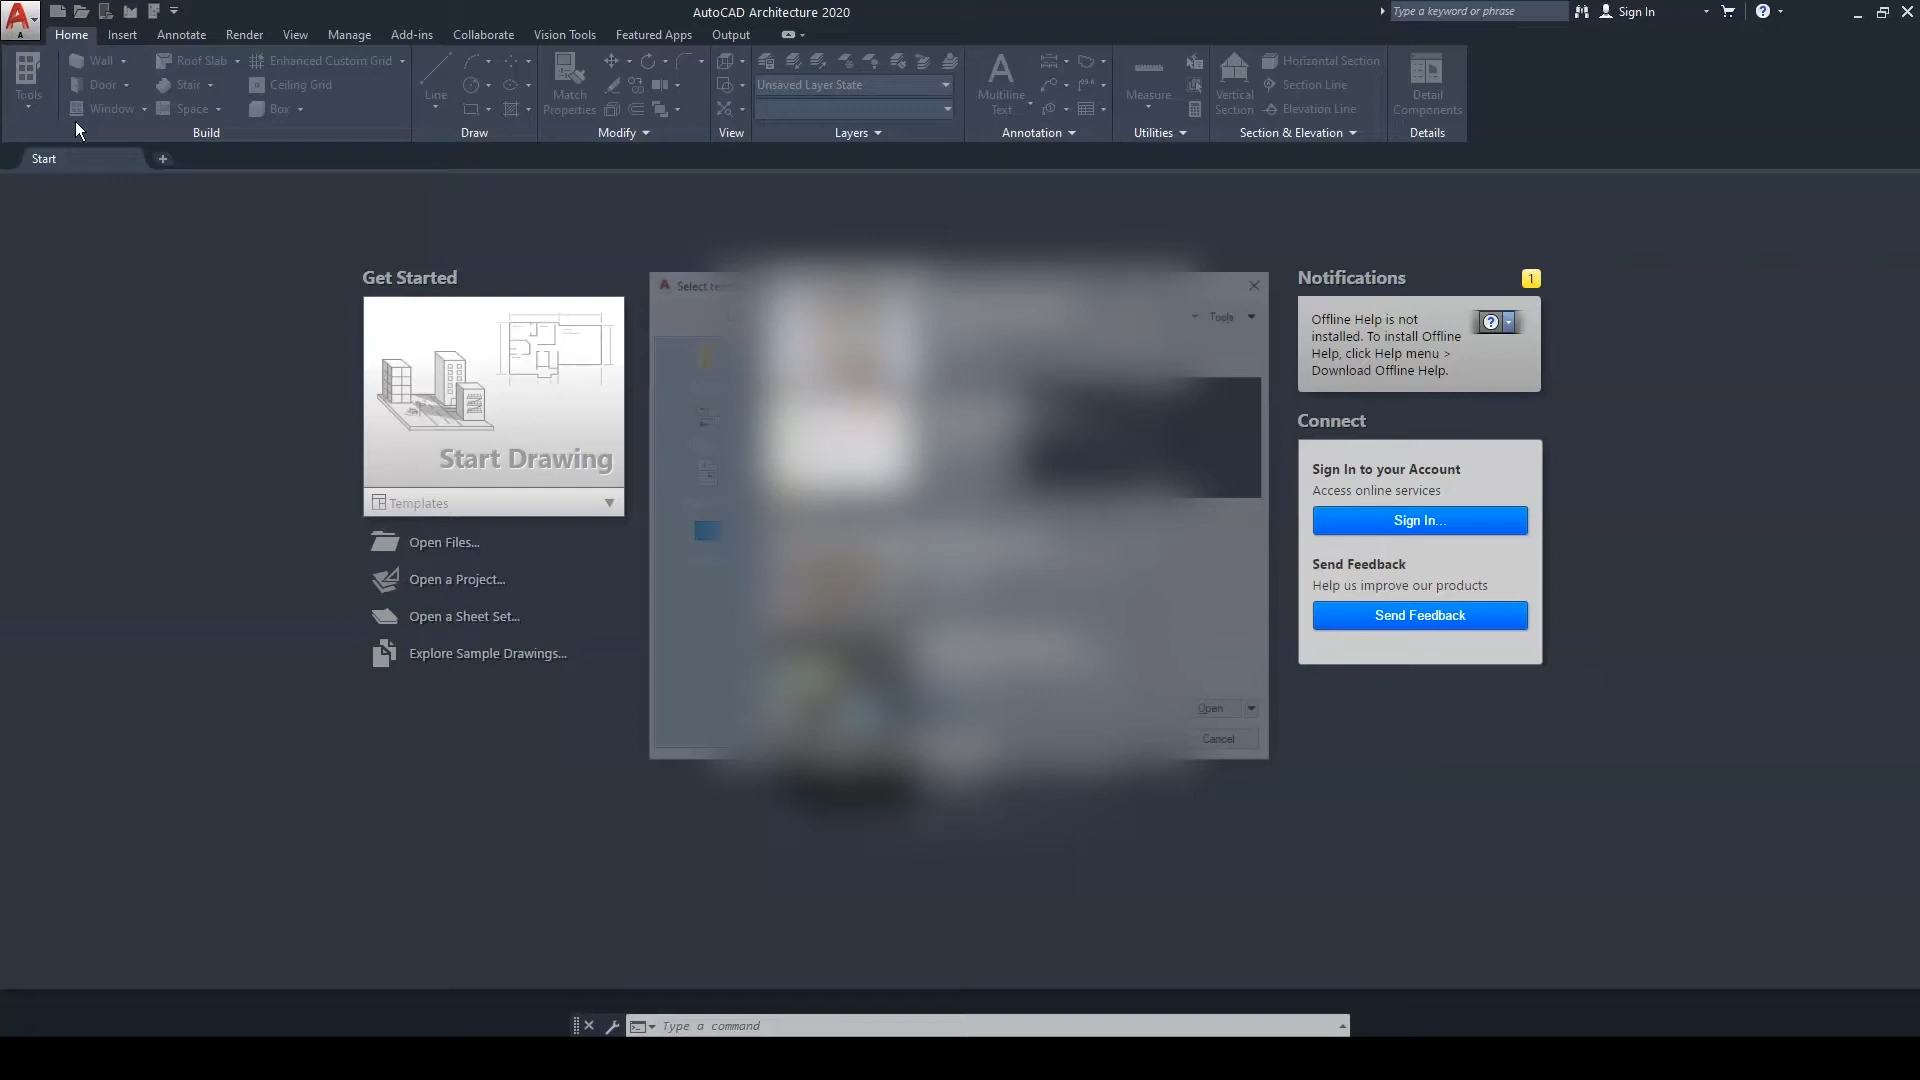 AutoCAD Architecture 2020
Type a keyword or phrase
Sign In
Home
Insert
Annotate
Render
View
Manage
Add-ins
Collaborate
Vision Tools
Featured Apps
Output
Tools
Wall
Door
Window
Roof Slab
Stair
Space
Enhanced Custom Grid
Ceiling Grid
Box
Build
Line
Draw
Match
Properties
Modify
View
Unsaved Layer State
Layers
Multiline
Text
Annotation
Measure
Utilities
Vertical
Section
Horizontal Section
Section Line
Elevation Line
Section & Elevation
Detail
Components
Details
Start
Get Started
Start Drawing
Templates
Open Files...
Open a Project...
Open a Sheet Set...
Explore Sample Drawings...
Select
Tools
Open
Cancel
Notifications
1
Offline Help is not
installed. To install Offline
Help, click Help menu >
Download Offline Help.
Connect
Sign In to your Account
Access online services
Sign In...
Send Feedback
Help us improve our products
Send Feedback
Type a command